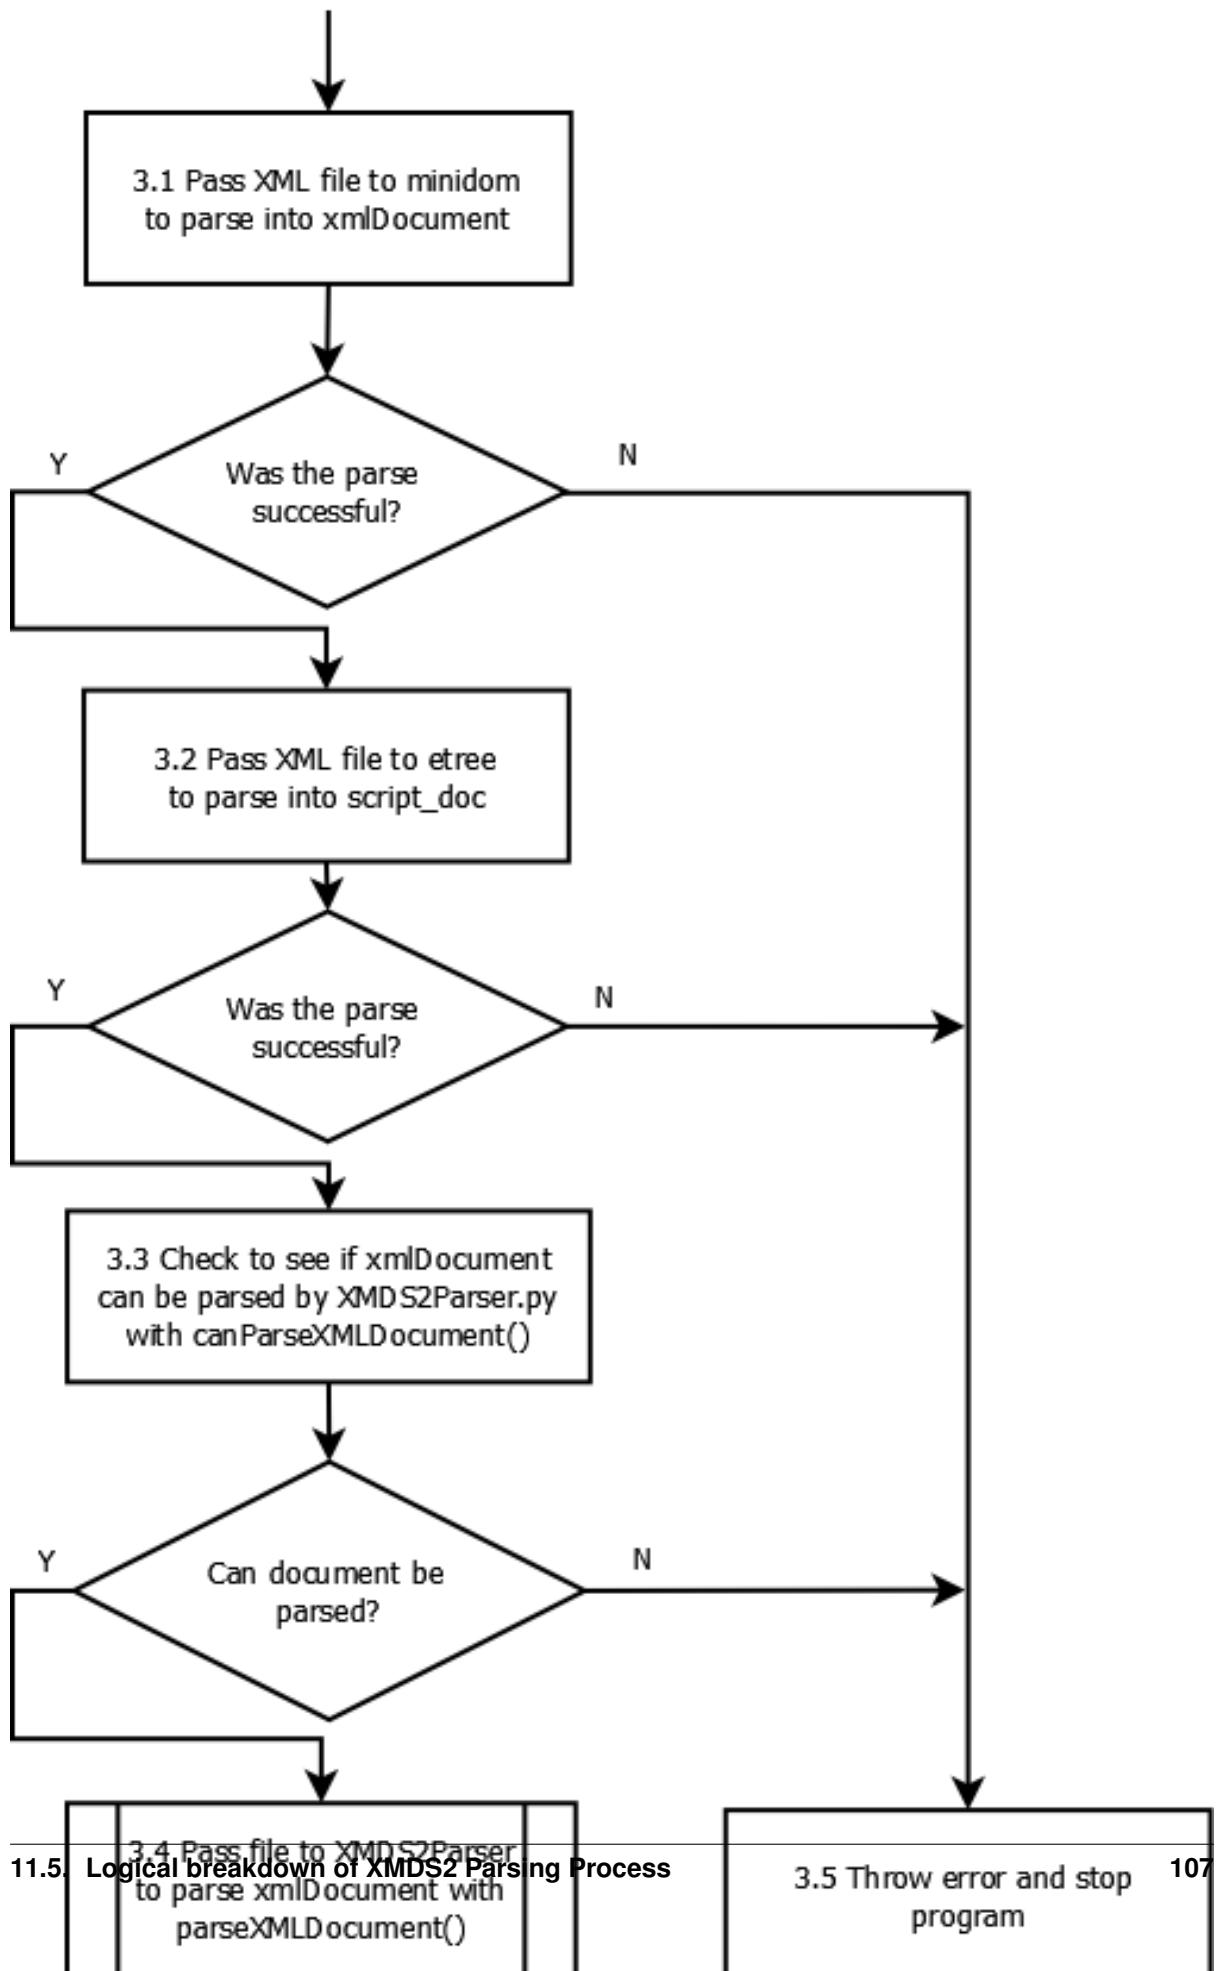 3.1 Pass XML file to minidom
to parse into xmlDocument
Y
N
Was the parse
successful?
3.2 Pass XML file to etree
to parse into script_doc
Y
N
Was the parse
successful?
3.3 Check to see if xmlDocument
can be parsed by XMDS2Parser.py
with canParseXMLDocument()
Y
N
Can document be
parsed?
3.4 Pass file to XMDS2Parser
to parse xmlDocument with
parseXMLDocument()
3.5 Throw error and stop
program
11.5. Logical breakdown of XMDS2 Parsing Process 107